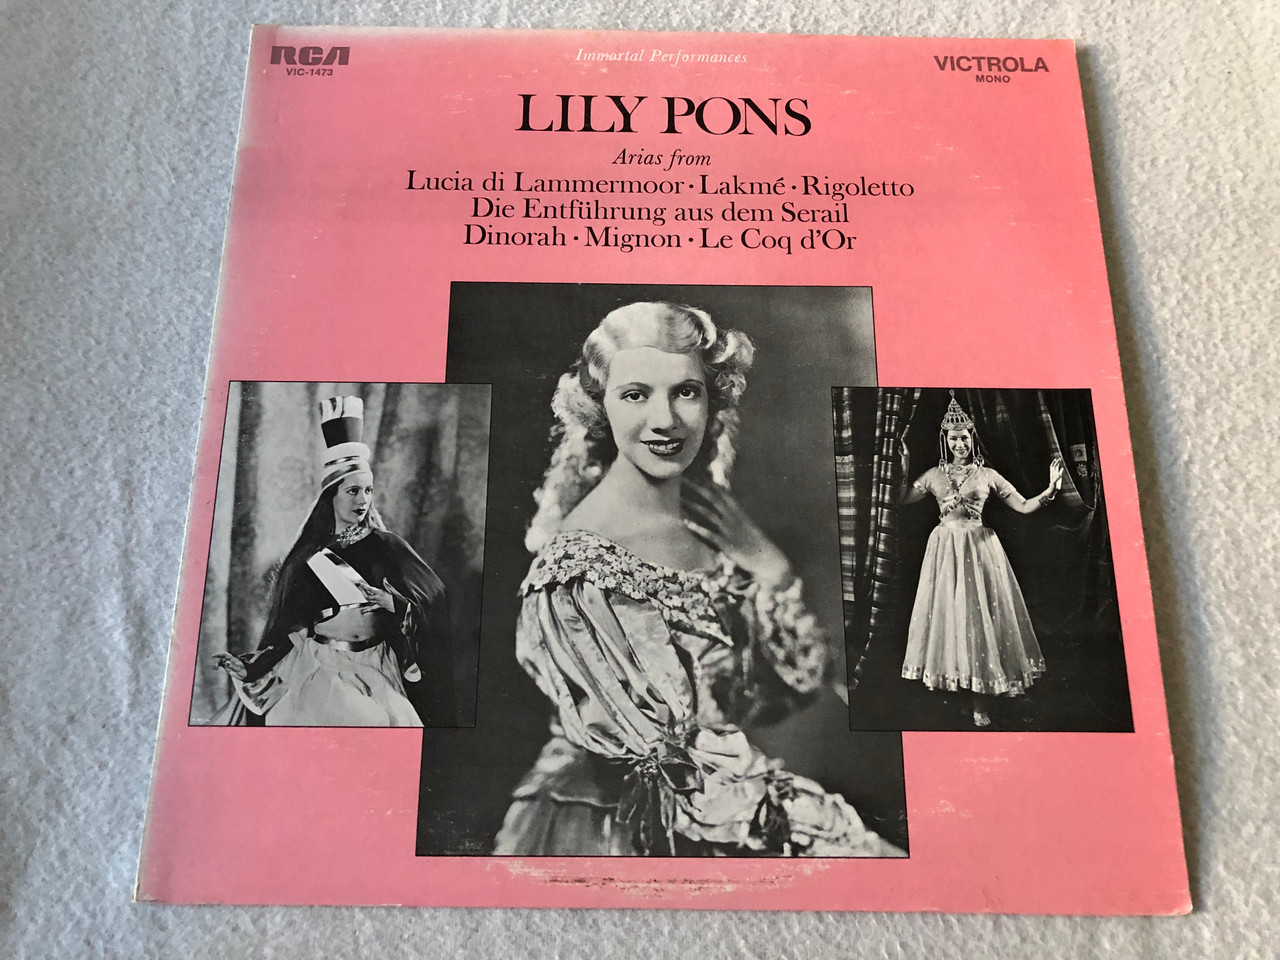 RCA
VIC-1473
Immortal Performances
VICTROLA
MONO
LILY PONS
Arias from
Lucia di Lammermoor • Lakmé • Rigoletto
Die Entführung aus dem Serail
Dinorah • Mignon • Le Coq d'Or